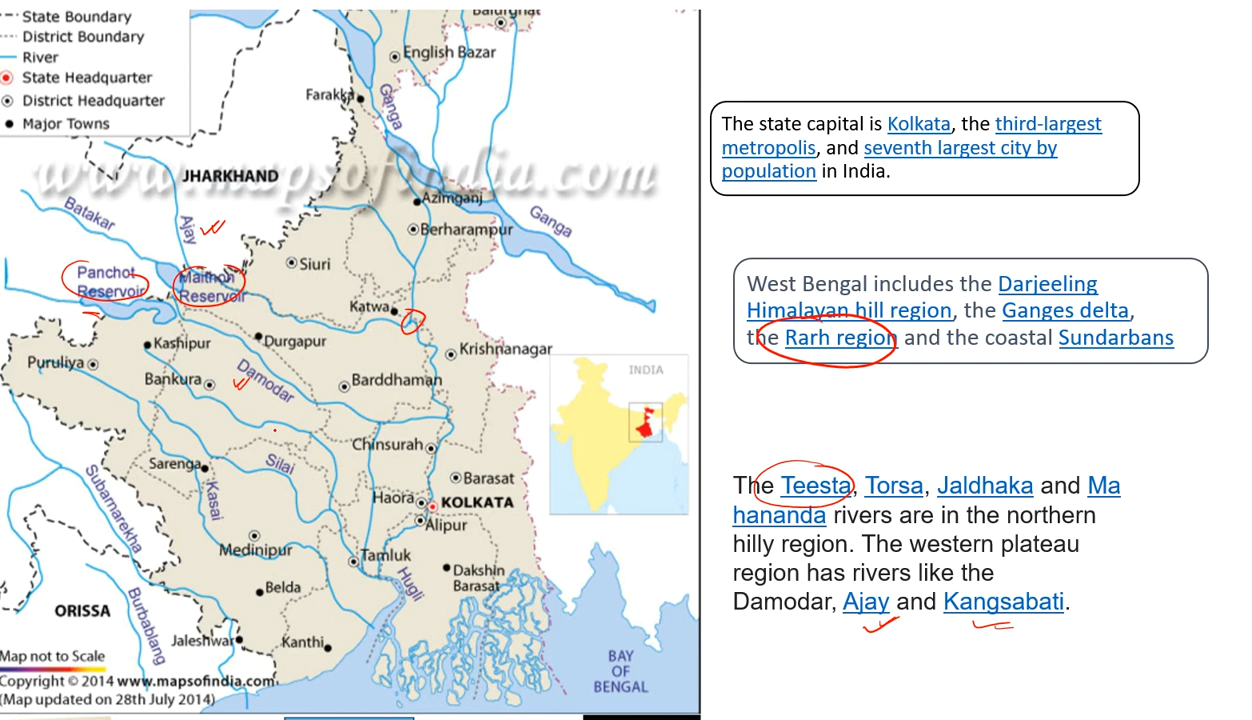 State Boundary
District Boundary
River
State Headquarter
District Headquarter
Major Towns
English Bazar
Farakka
Ganga
www.mapsofindia.com
JHARKHAND
Azimganj
Ganga
Batakar
Ajay
Berharampur
Siuri
Panchot
Reservoir
Maithon
Reservoir
Katwa
Krishnanagar
Kashipur
Durgapur
Puruliya
Bankura
Damodar
Barddhaman
INDIA
Chinsurah
Sarenga
Silai
Barasat
Subarnarekha
Kasai
Haora
KOLKATA
Alipur
Medinipur
Tamluk
Dakshin
Barasat
Hugli
Belda
ORISSA
Burbablang
Jaleshwar
Kanthi
BAY
OF
BENGAL
Map not to Scale
Copyright © 2014 www.mapsofindia.com
(Map updated on 28th July 2014)
The state capital is Kolkata, the third-largest
metropolis, and seventh largest city by
population in India.
West Bengal includes the Darjeeling
Himalayan hill region, the Ganges delta,
the Rarh region and the coastal Sundarbans
The Teesta, Torsa, Jaldhaka and Ma
hananda rivers are in the northern
hilly region. The western plateau
region has rivers like the
Damodar, Ajay and Kangsabati.